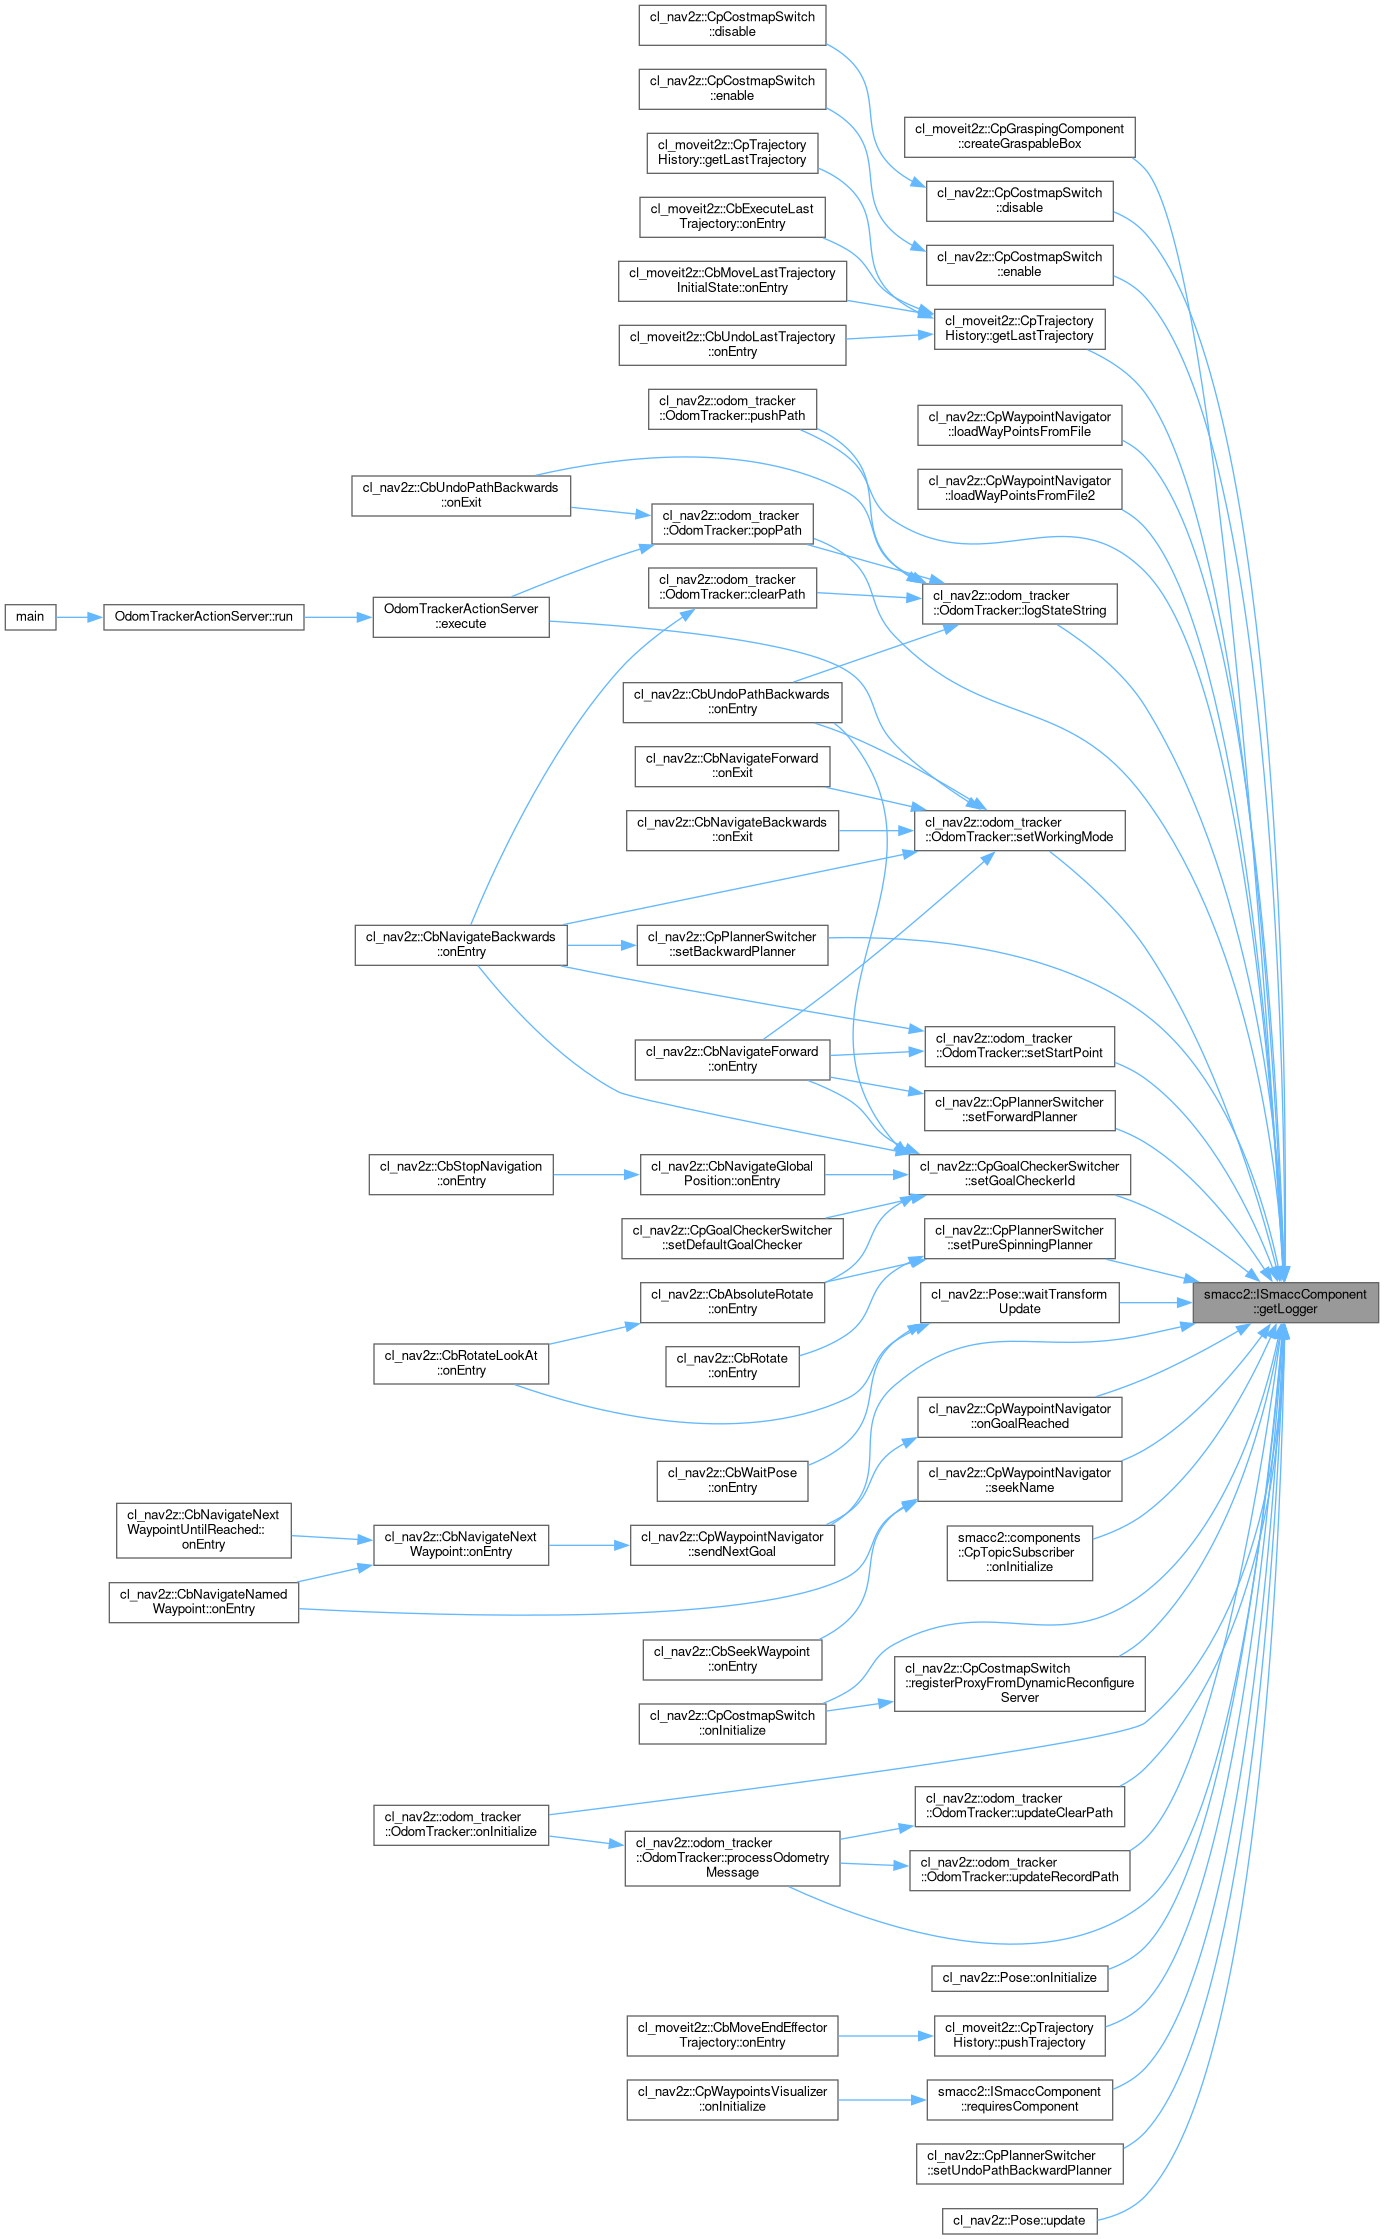 cl_nav2z::CpCostmapSwitch
::disable
cl_nav2z::CpCostmapSwitch
::enable
cl_moveit2z::CpGraspingComponent
::createGraspableBox
cl_moveit2z::CpTrajectory
History::getLastTrajectory
cl_nav2z::CpCostmapSwitch
::disable
cl_moveit2z::CbExecuteLast
Trajectory::onEntry
cl_nav2z::CpCostmapSwitch
::enable
cl_moveit2z::CbMoveLastTrajectory
InitialState::onEntry
cl_moveit2z::CpTrajectory
History::getLastTrajectory
cl_moveit2z::CbUndoLastTrajectory
::onEntry
cl_nav2z::odom_tracker
::OdomTracker::pushPath
cl_nav2z::CpWaypointNavigator
::loadWayPointsFromFile
cl_nav2z::CpWaypointNavigator
::loadWayPointsFromFile2
cl_nav2z::CbUndoPathBackwards
::onExit
cl_nav2z::odom_tracker
::OdomTracker::popPath
cl_nav2z::odom_tracker
::OdomTracker::clearPath
cl_nav2z::odom_tracker
::OdomTracker::logStateString
main
OdomTrackerActionServer::run
OdomTrackerActionServer
::execute
cl_nav2z::CbUndoPathBackwards
::onEntry
cl_nav2z::CbNavigateForward
::onExit
cl_nav2z::CbNavigateBackwards
::onExit
cl_nav2z::odom_tracker
::OdomTracker::setWorkingMode
cl_nav2z::CbNavigateBackwards
::onEntry
cl_nav2z::CpPlannerSwitcher
::setBackwardPlanner
cl_nav2z::CbNavigateForward
::onEntry
cl_nav2z::odom_tracker
::OdomTracker::setStartPoint
cl_nav2z::CpPlannerSwitcher
::setForwardPlanner
cl_nav2z::CbStopNavigation
::onEntry
cl_nav2z::CbNavigateGlobal
Position::onEntry
cl_nav2z::CpGoalCheckerSwitcher
::setGoalCheckerId
cl_nav2z::CpGoalCheckerSwitcher
::setDefaultGoalChecker
cl_nav2z::CpPlannerSwitcher
::setPureSpinningPlanner
cl_nav2z::CbAbsoluteRotate
::onEntry
cl_nav2z::Pose::waitTransform
Update
smacc2::ISmaccComponent
::getLogger
cl_nav2z::CbRotateLookAt
::onEntry
cl_nav2z::CbRotate
::onEntry
cl_nav2z::CpWaypointNavigator
::onGoalReached
cl_nav2z::CbWaitPose
::onEntry
cl_nav2z::CpWaypointNavigator
::seekName
cl_nav2z::CbNavigateNext
WaypointUntilReached::
onEntry
cl_nav2z::CbNavigateNext
Waypoint::onEntry
cl_nav2z::CpWaypointNavigator
::sendNextGoal
smacc2::components
::CpTopicSubscriber
::onInitialize
cl_nav2z::CbNavigateNamed
Waypoint::onEntry
cl_nav2z::CbSeekWaypoint
::onEntry
cl_nav2z::CpCostmapSwitch
::registerProxyFromDynamicReconfigure
Server
cl_nav2z::CpCostmapSwitch
::onInitialize
cl_nav2z::odom_tracker
::OdomTracker::updateClearPath
cl_nav2z::odom_tracker
::OdomTracker::onInitialize
cl_nav2z::odom_tracker
::OdomTracker::processOdometry
Message
cl_nav2z::odom_tracker
::OdomTracker::updateRecordPath
cl_nav2z::Pose::onInitialize
cl_moveit2z::CbMoveEndEffector
Trajectory::onEntry
cl_moveit2z::CpTrajectory
History::pushTrajectory
cl_nav2z::CpWaypointsVisualizer
::onInitialize
smacc2::ISmaccComponent
::requiresComponent
cl_nav2z::CpPlannerSwitcher
::setUndoPathBackwardPlanner
cl_nav2z::Pose::update